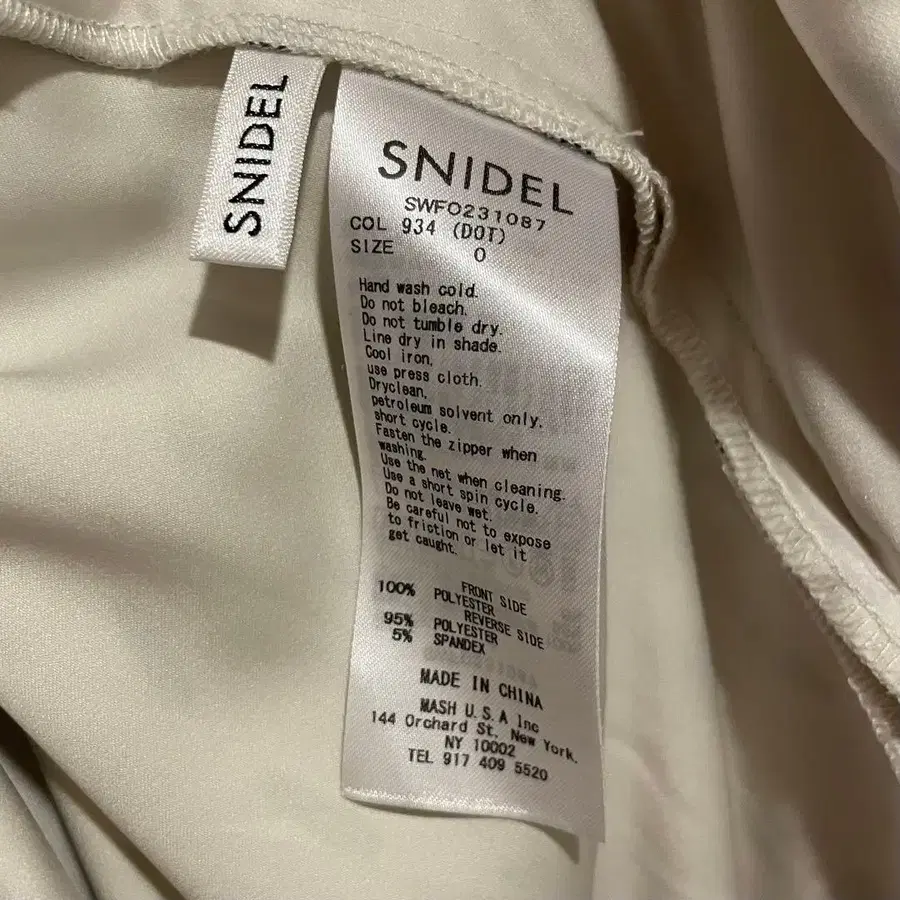 SNIDEL
SNIDEL
SWFO231087
COL 934 (DOT)
SIZE 0
Hand wash cold.
Do not bleach.
Do not tumble dry.
Line dry in shade.
Cool iron,
use press cloth.
Dryclean,
petroleum solvent only,
short cycle.
Fasten the zipper when
washing.
Use the net when cleaning.
Use a short spin cycle.
Do not leave wet.
Be careful not to expose
to friction or let it
get caught.
FRONT SIDE
100% POLYESTER
REVERSE SIDE
95% POLYESTER
5% SPANDEX
MADE IN CHINA
MASH U.S.A Inc
144 Orchard St, New York,
NY 10002
TEL 917 409 5520